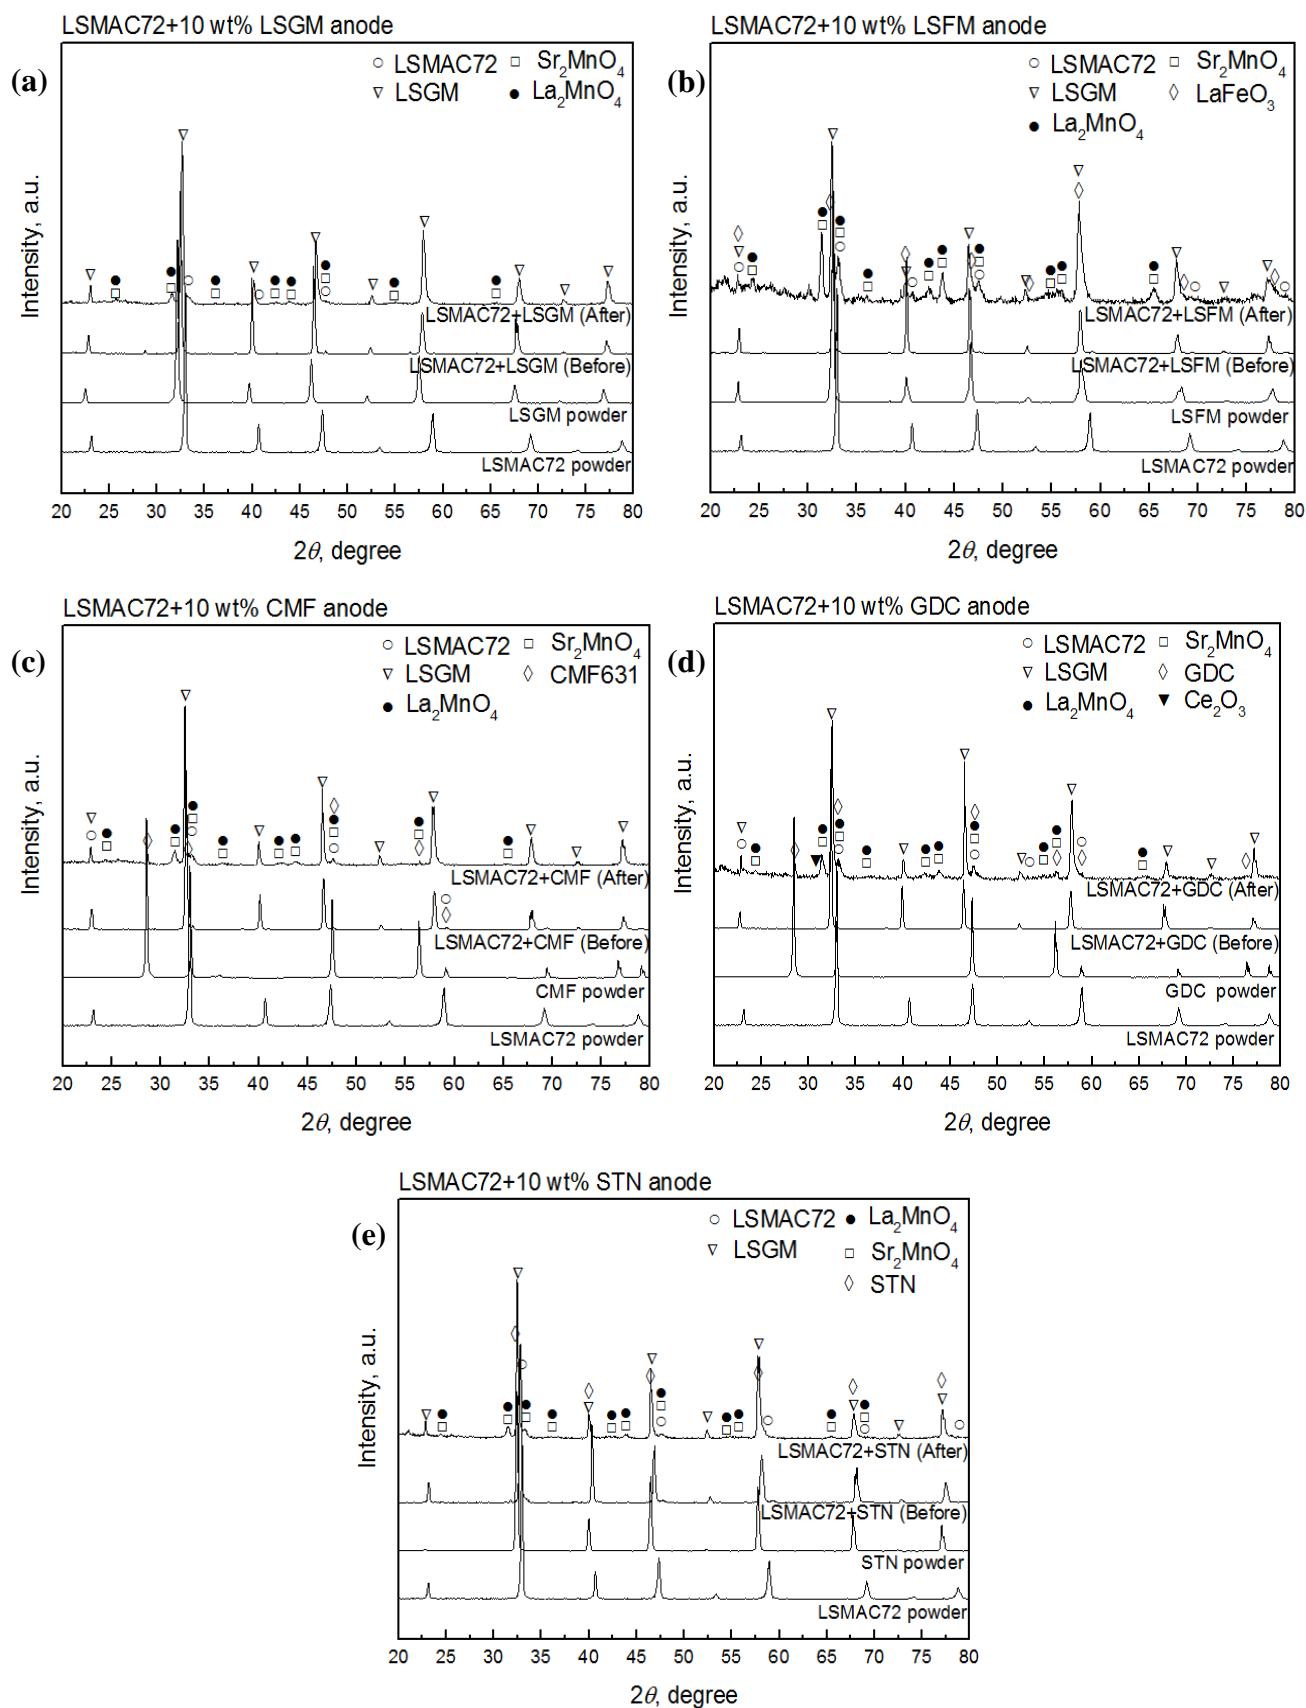 LSMAC72+10 wt% LSGM anode
(a)
○ LSMAC72 □ Sr₂MnO₄
▽ LSGM ● La₂MnO₄
Intensity, a.u.
LSMAC72+LSGM (After)
LSMAC72+LSGM (Before)
LSGM powder
LSMAC72 powder
20 25 30 35 40 45 50 55 60 65 70 75 80
2θ, degree
LSMAC72+10 wt% LSFM anode
(b)
○ LSMAC72 □ Sr₂MnO₄
▽ LSGM ◇ LaFeO₃
● La₂MnO₄
Intensity, a.u.
LSMAC72+LSFM (After)
LSMAC72+LSFM (Before)
LSFM powder
LSMAC72 powder
20 25 30 35 40 45 50 55 60 65 70 75 80
2θ, degree
LSMAC72+10 wt% CMF anode
(c)
○ LSMAC72 □ Sr₂MnO₄
▽ LSGM ◇ CMF631
● La₂MnO₄
Intensity, a.u.
LSMAC72+CMF (After)
LSMAC72+CMF (Before)
CMF powder
LSMAC72 powder
20 25 30 35 40 45 50 55 60 65 70 75 80
2θ, degree
LSMAC72+10 wt% GDC anode
(d)
○ LSMAC72 □ Sr₂MnO₄
▽ LSGM ◇ GDC
● La₂MnO₄ ▼ Ce₂O₃
Intensity, a.u.
LSMAC72+GDC (After)
LSMAC72+GDC (Before)
GDC powder
LSMAC72 powder
20 25 30 35 40 45 50 55 60 65 70 75 80
2θ, degree
LSMAC72+10 wt% STN anode
(e)
○ LSMAC72 ● La₂MnO₄
▽ LSGM □ Sr₂MnO₄
◇ STN
Intensity, a.u.
LSMAC72+STN (After)
LSMAC72+STN (Before)
STN powder
LSMAC72 powder
20 25 30 35 40 45 50 55 60 65 70 75 80
2θ, degree